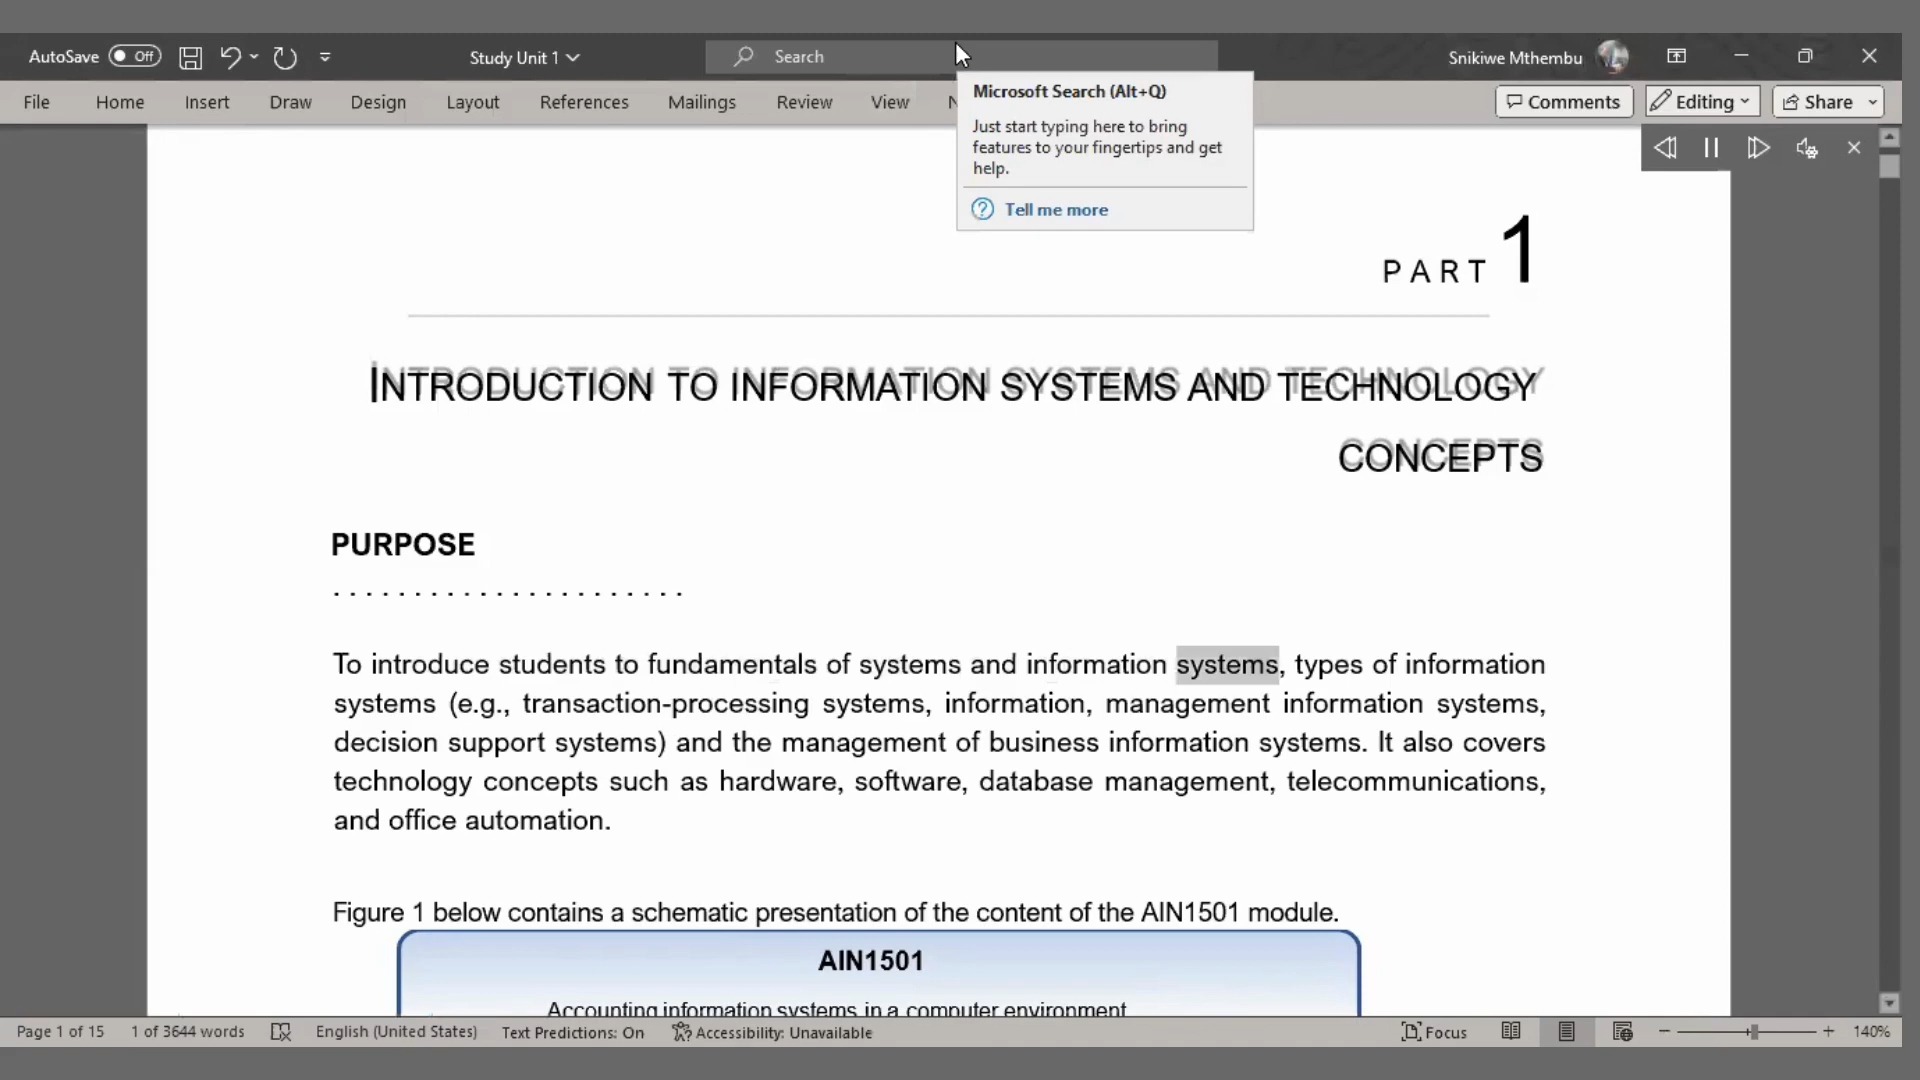 AutoSave Off Study Unit 1 Search Snikiwe Mthembu
File Home Insert Draw Design Layout References Mailings Review View N Comments Editing Share
Microsoft Search (Alt+Q)
Just start typing here to bring
features to your fingertips and get
help.
Tell me more
PART 1
INTRODUCTION TO INFORMATION SYSTEMS AND TECHNOLOGY
CONCEPTS
PURPOSE
. . . . . . . . . . . . . . . . . . . . . .
To introduce students to fundamentals of systems and information systems, types of information
systems (e.g., transaction-processing systems, information, management information systems,
decision support systems) and the management of business information systems. It also covers
technology concepts such as hardware, software, database management, telecommunications,
and office automation.
Figure 1 below contains a schematic presentation of the content of the AIN1501 module.
AIN1501
Accounting information systems in a computer environment
Page 1 of 15 1 of 3644 words English (United States) Text Predictions: On Accessibility: Unavailable Focus 140%